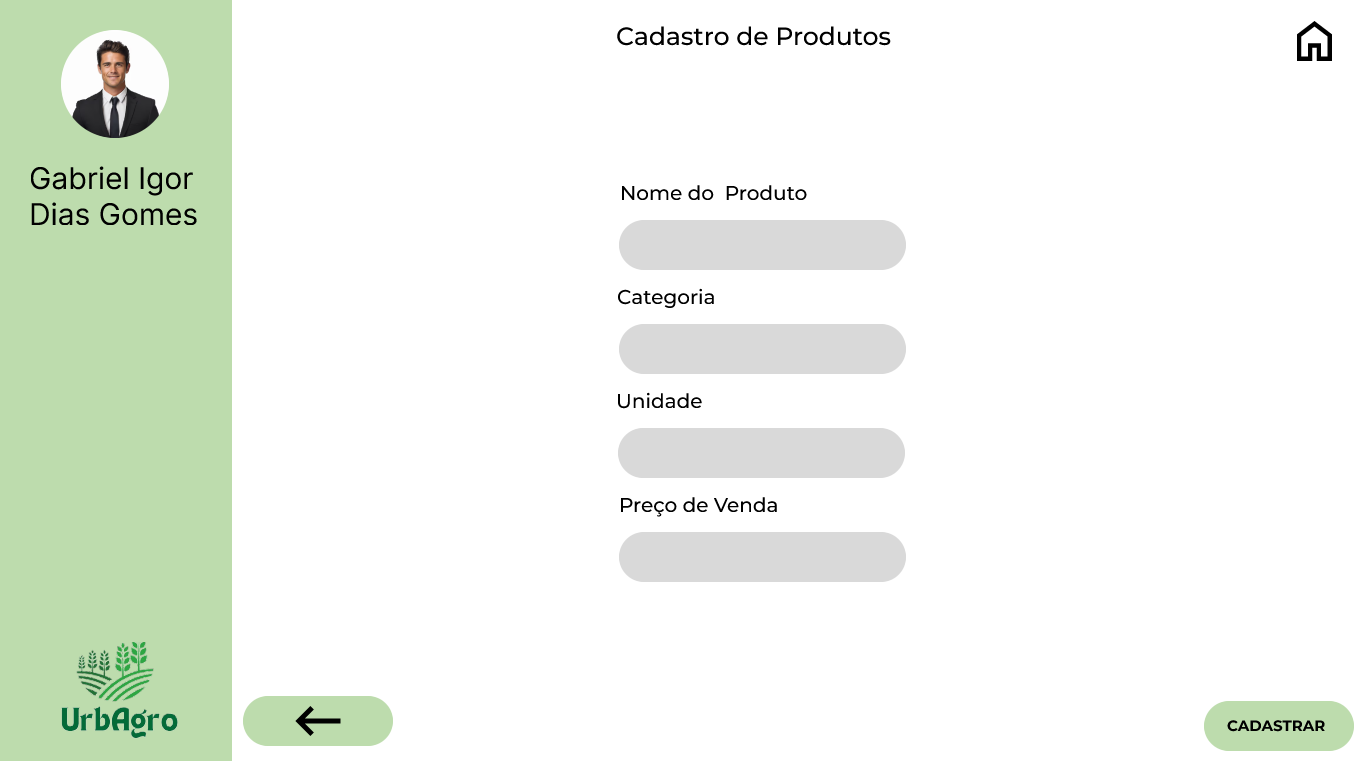 Gabriel Igor
Dias Gomes
UrbAgro
Cadastro de Produtos
Nome do  Produto
Categoria
Unidade
Preço de Venda
CADASTRAR